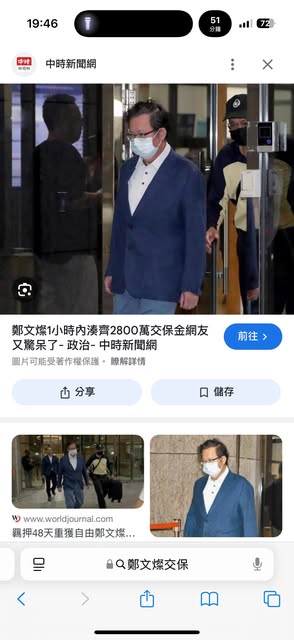 19:46
51
分鐘
72
中時
新聞網
中時新聞網
鄭文燦1小時內湊齊2800萬交保金網友
又驚呆了- 政治- 中時新聞網
前往
圖片可能受著作權保護。 瞭解詳情
分享
儲存
www.worldjournal.com
羈押48天重獲自由鄭文燦…
鄭文燦交保